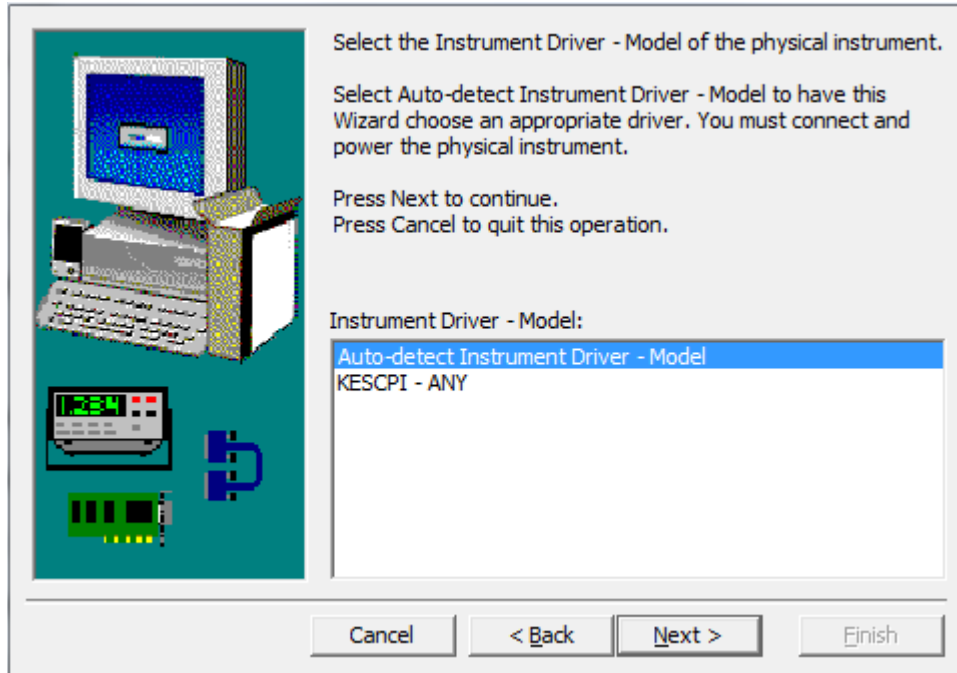 Select the Instrument Driver - Model of the physical instrument.
Select Auto-detect Instrument Driver - Model to have this
Wizard choose an appropriate driver. You must connect and
power the physical instrument.
Press Next to continue.
Press Cancel to quit this operation.
Instrument Driver - Model:
Auto-detect Instrument Driver - Model
KESCPI - ANY
1.284
Cancel
< Back
Next >
Finish